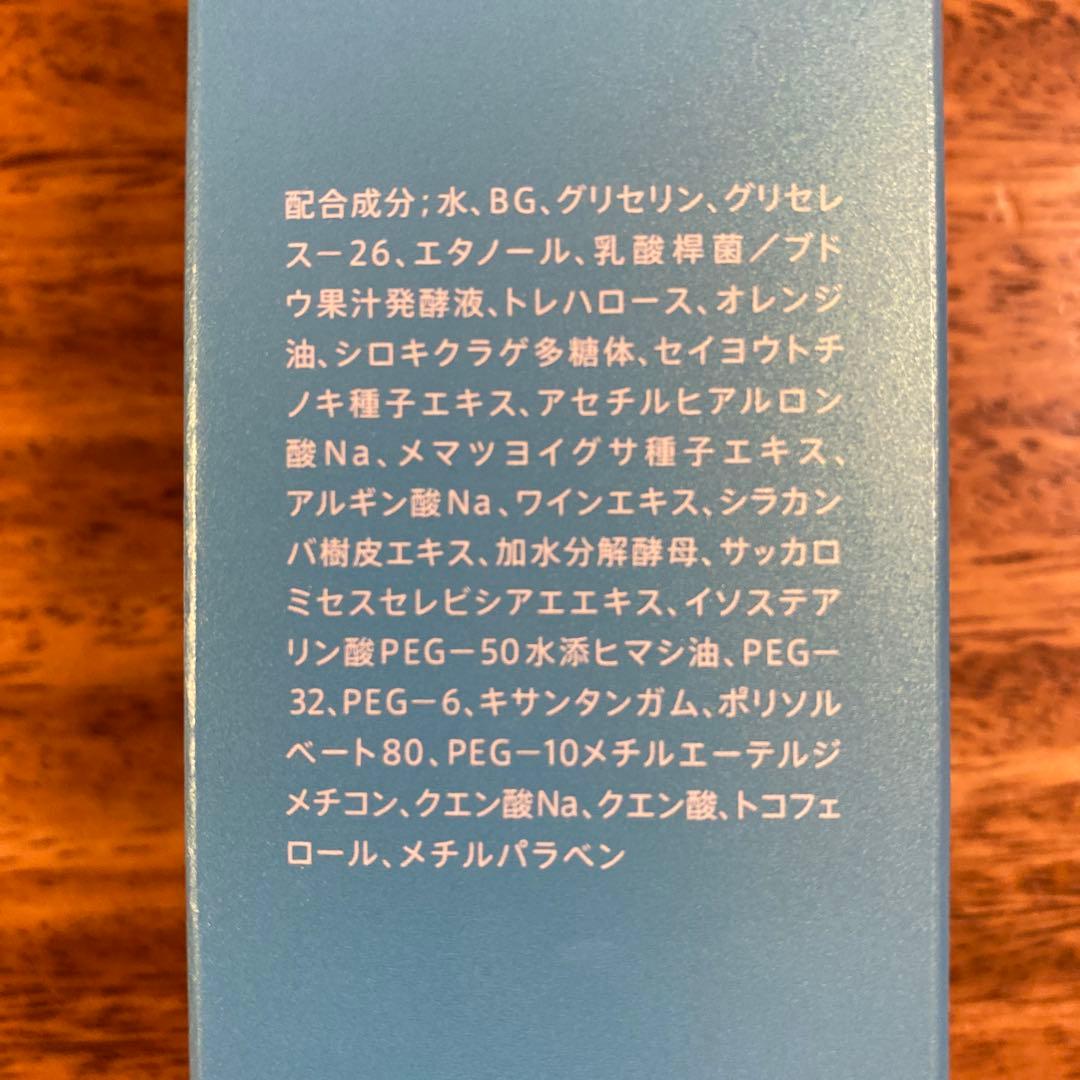 配合成分;水、BG、グリセリン、グリセレ
スー26、エタノール、乳酸桿菌／ブド
ウ果汁発酵液、トレハロース、オレンジ
油、シロキクラゲ多糖体、セイヨウトチ
ノキ種子エキス、アセチルヒアルロン
酸Na、メマツヨイグサ種子エキス、
アルギン酸Na、ワインエキス、シラカン
バ樹皮エキス、加水分解酵母、サッカロ
ミセスセレビシアエエキス、イソステア
リン酸PEG－50水添ヒマシ油、PEG－
32、PEG－6、キサンタンガム、ポリソル
ベート80、PEG－10メチルエーテルジ
メチコン、クエン酸Na、クエン酸、トコフェ
ロール、メチルパラベン